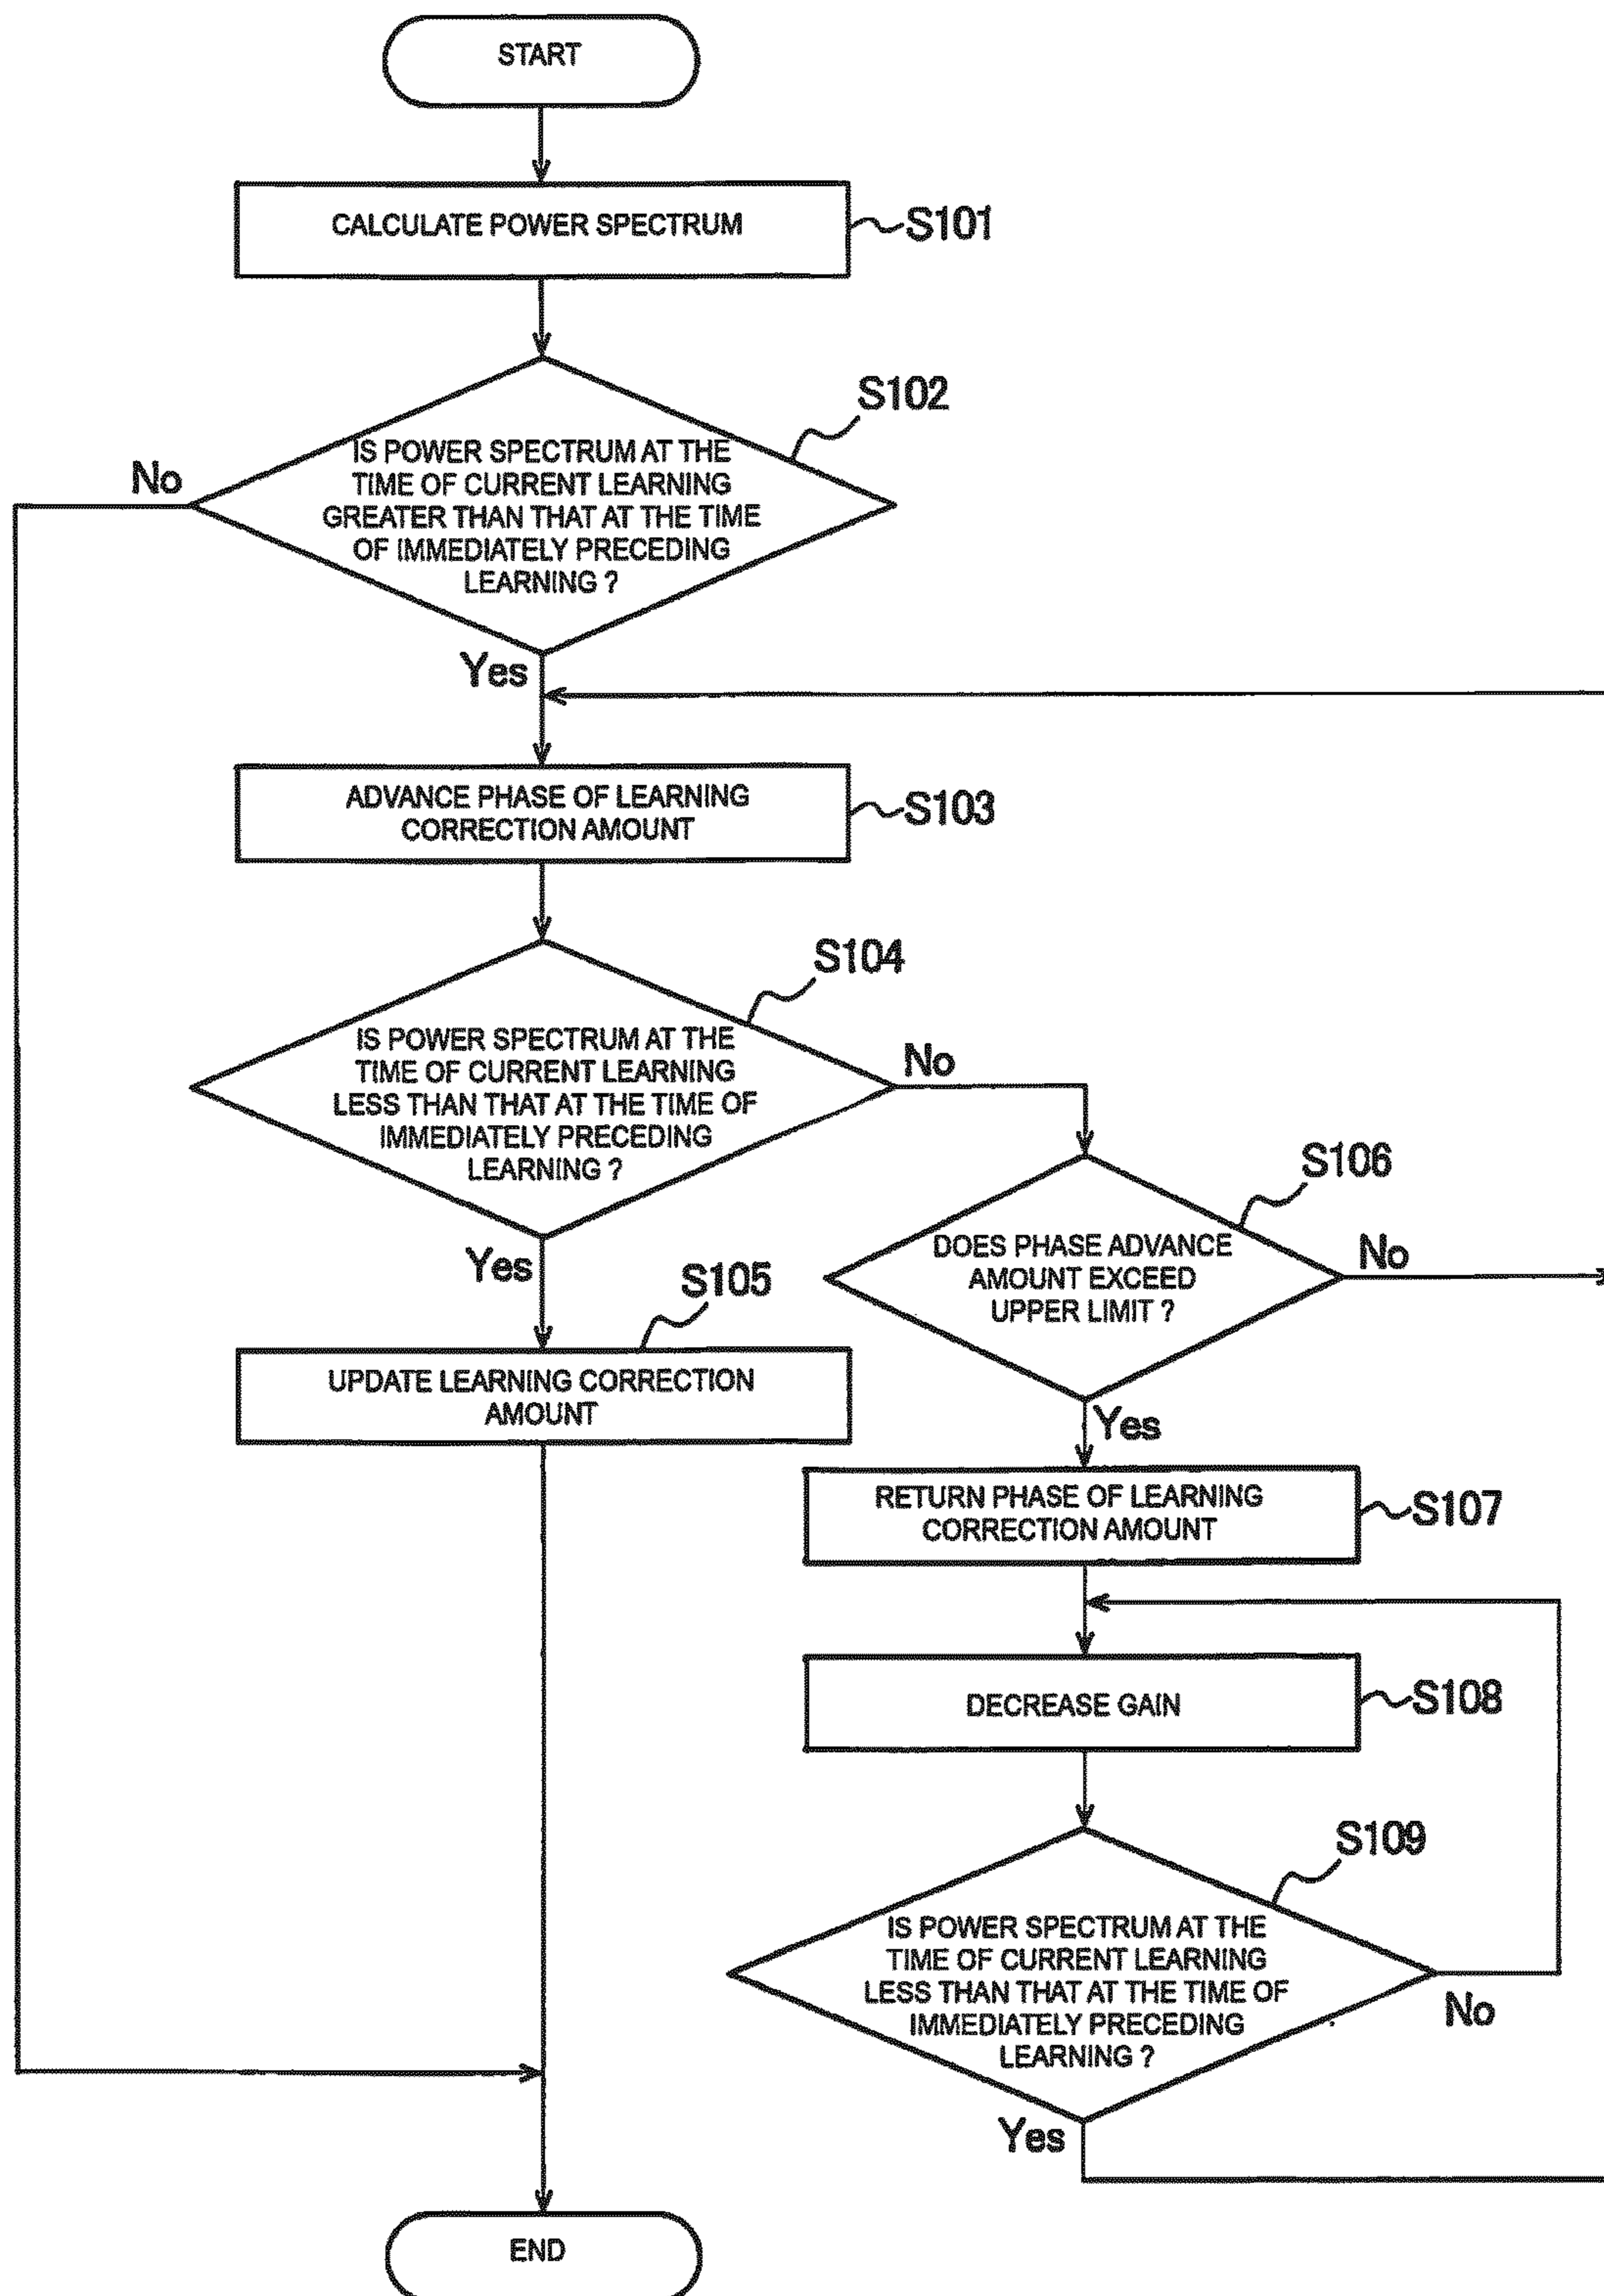 START
CALCULATE POWER SPECTRUM
S101
S102
IS POWER SPECTRUM AT THE
TIME OF CURRENT LEARNING
GREATER THAN THAT AT THE TIME
OF IMMEDIATELY PRECEDING
LEARNING ?
No
Yes
ADVANCE PHASE OF LEARNING
CORRECTION AMOUNT
S103
S104
IS POWER SPECTRUM AT THE
TIME OF CURRENT LEARNING
LESS THAN THAT AT THE TIME OF
IMMEDIATELY PRECEDING
LEARNING ?
No
Yes
S105
UPDATE LEARNING CORRECTION
AMOUNT
S106
DOES PHASE ADVANCE
AMOUNT EXCEED
UPPER LIMIT ?
No
Yes
RETURN PHASE OF LEARNING
CORRECTION AMOUNT
S107
DECREASE GAIN
S108
S109
IS POWER SPECTRUM AT THE
TIME OF CURRENT LEARNING
LESS THAN THAT AT THE TIME OF
IMMEDIATELY PRECEDING
LEARNING ?
No
Yes
END